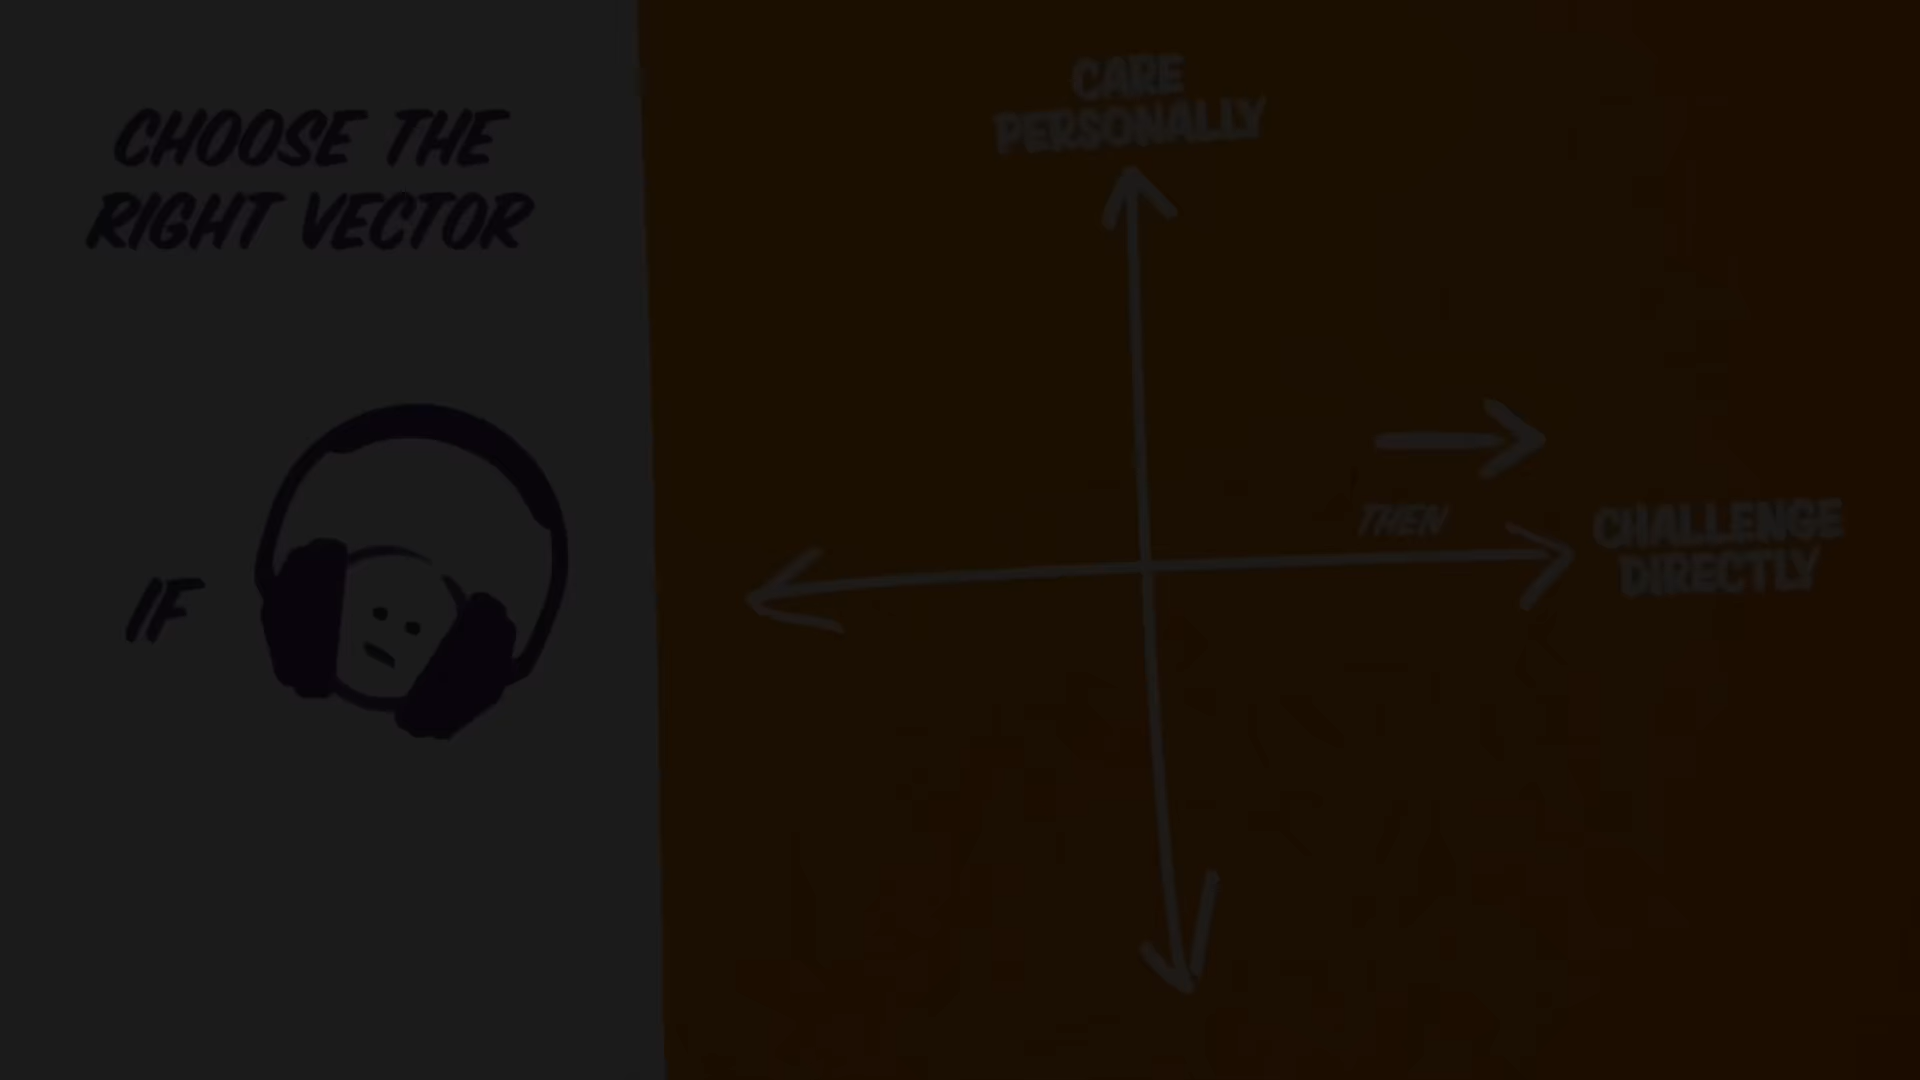 CHOOSE THE
RIGHT VECTOR
IF
CARE
PERSONALLY
THEN
CHALLENGE
DIRECTLY